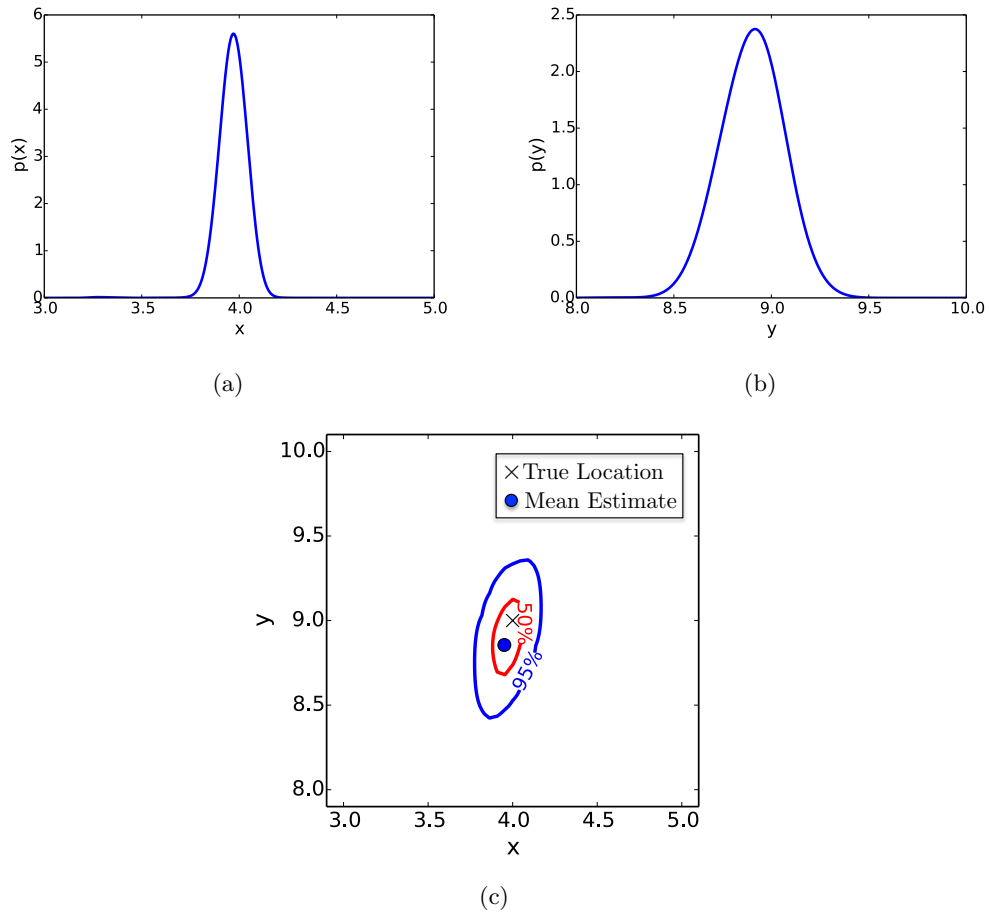 6
5
4
3
2
1
0
3.0 3.5 4.0 4.5 5.0
p(x)
x
(a)
2.5
2.0
1.5
1.0
0.5
0.0
8.0 8.5 9.0 9.5 10.0
p(y)
y
(b)
10.0
9.5
9.0
8.5
8.0
y
True Location
Mean Estimate
50%
95%
3.0 3.5 4.0 4.5 5.0
x
(c)